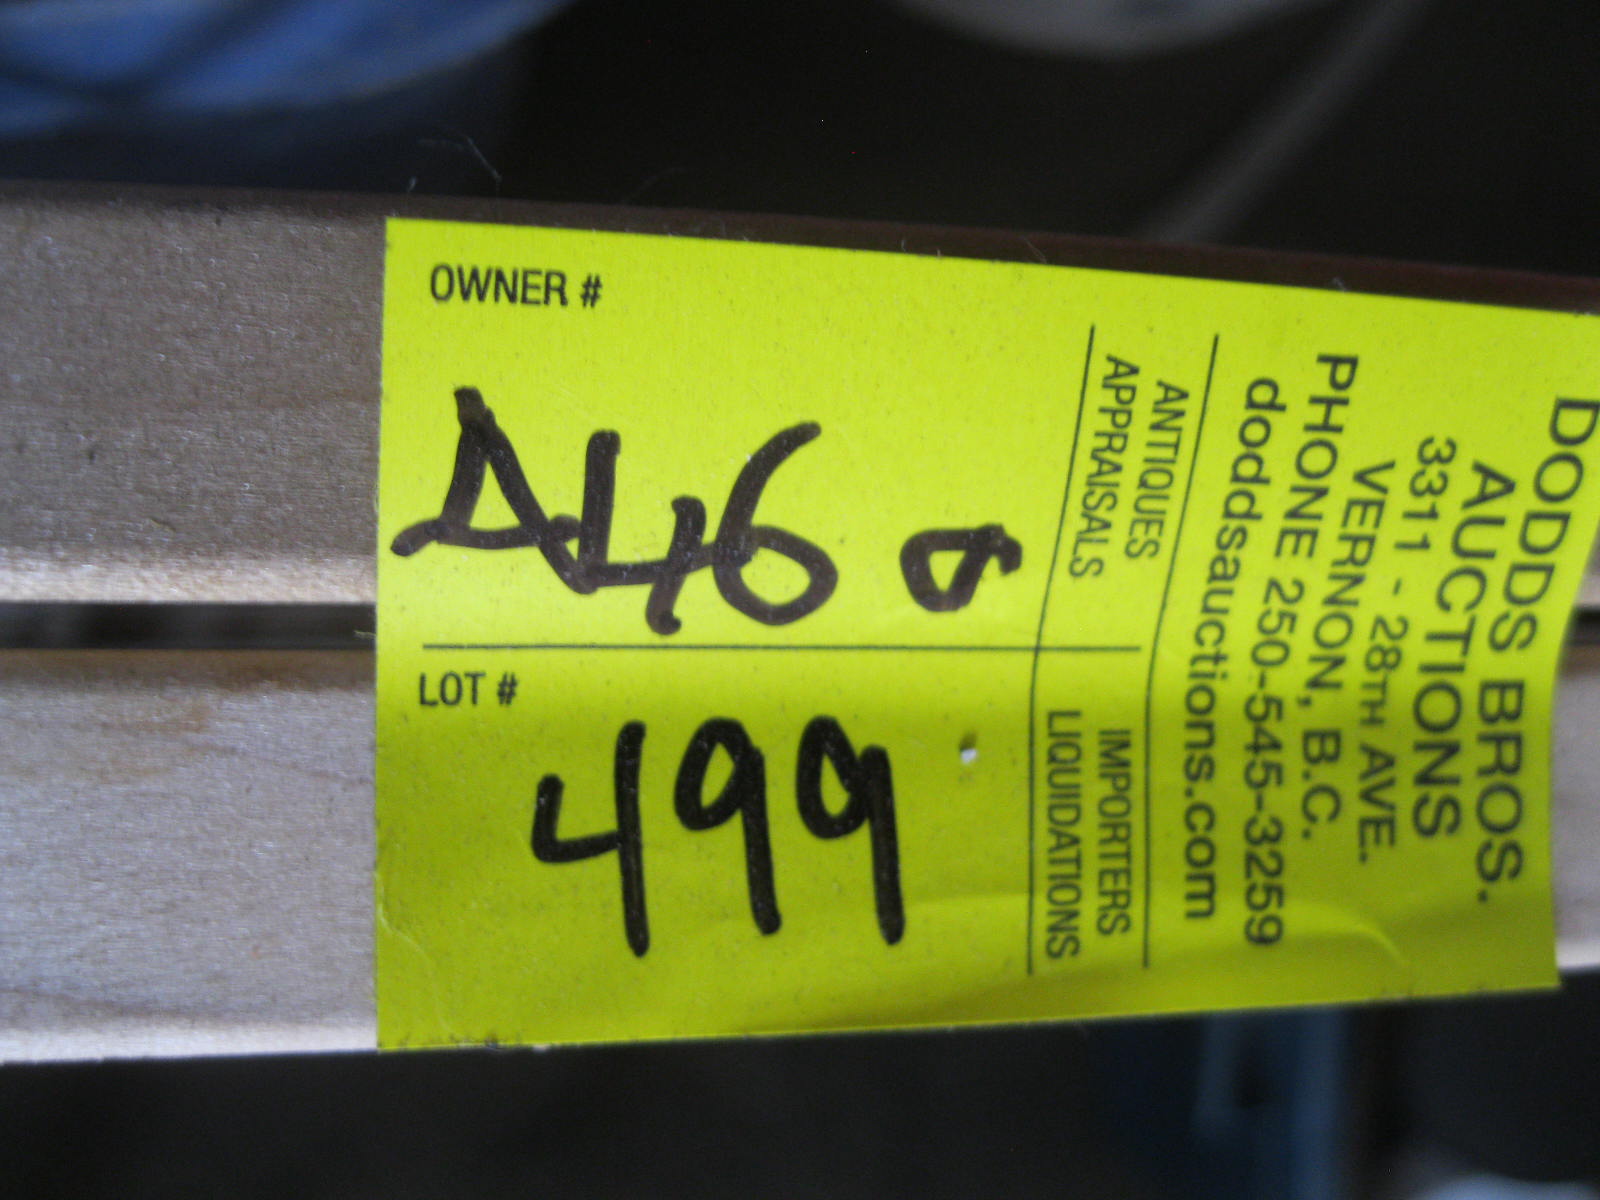 DODDS BROS.
AUCTIONS
3311 - 28TH AVE.
VERNON, B.C.
PHONE 250-545-3259
doddsauctions.com
ANTIQUES
APPRAISALS
IMPORTERS
LIQUIDATIONS
OWNER #
A46
LOT #
499